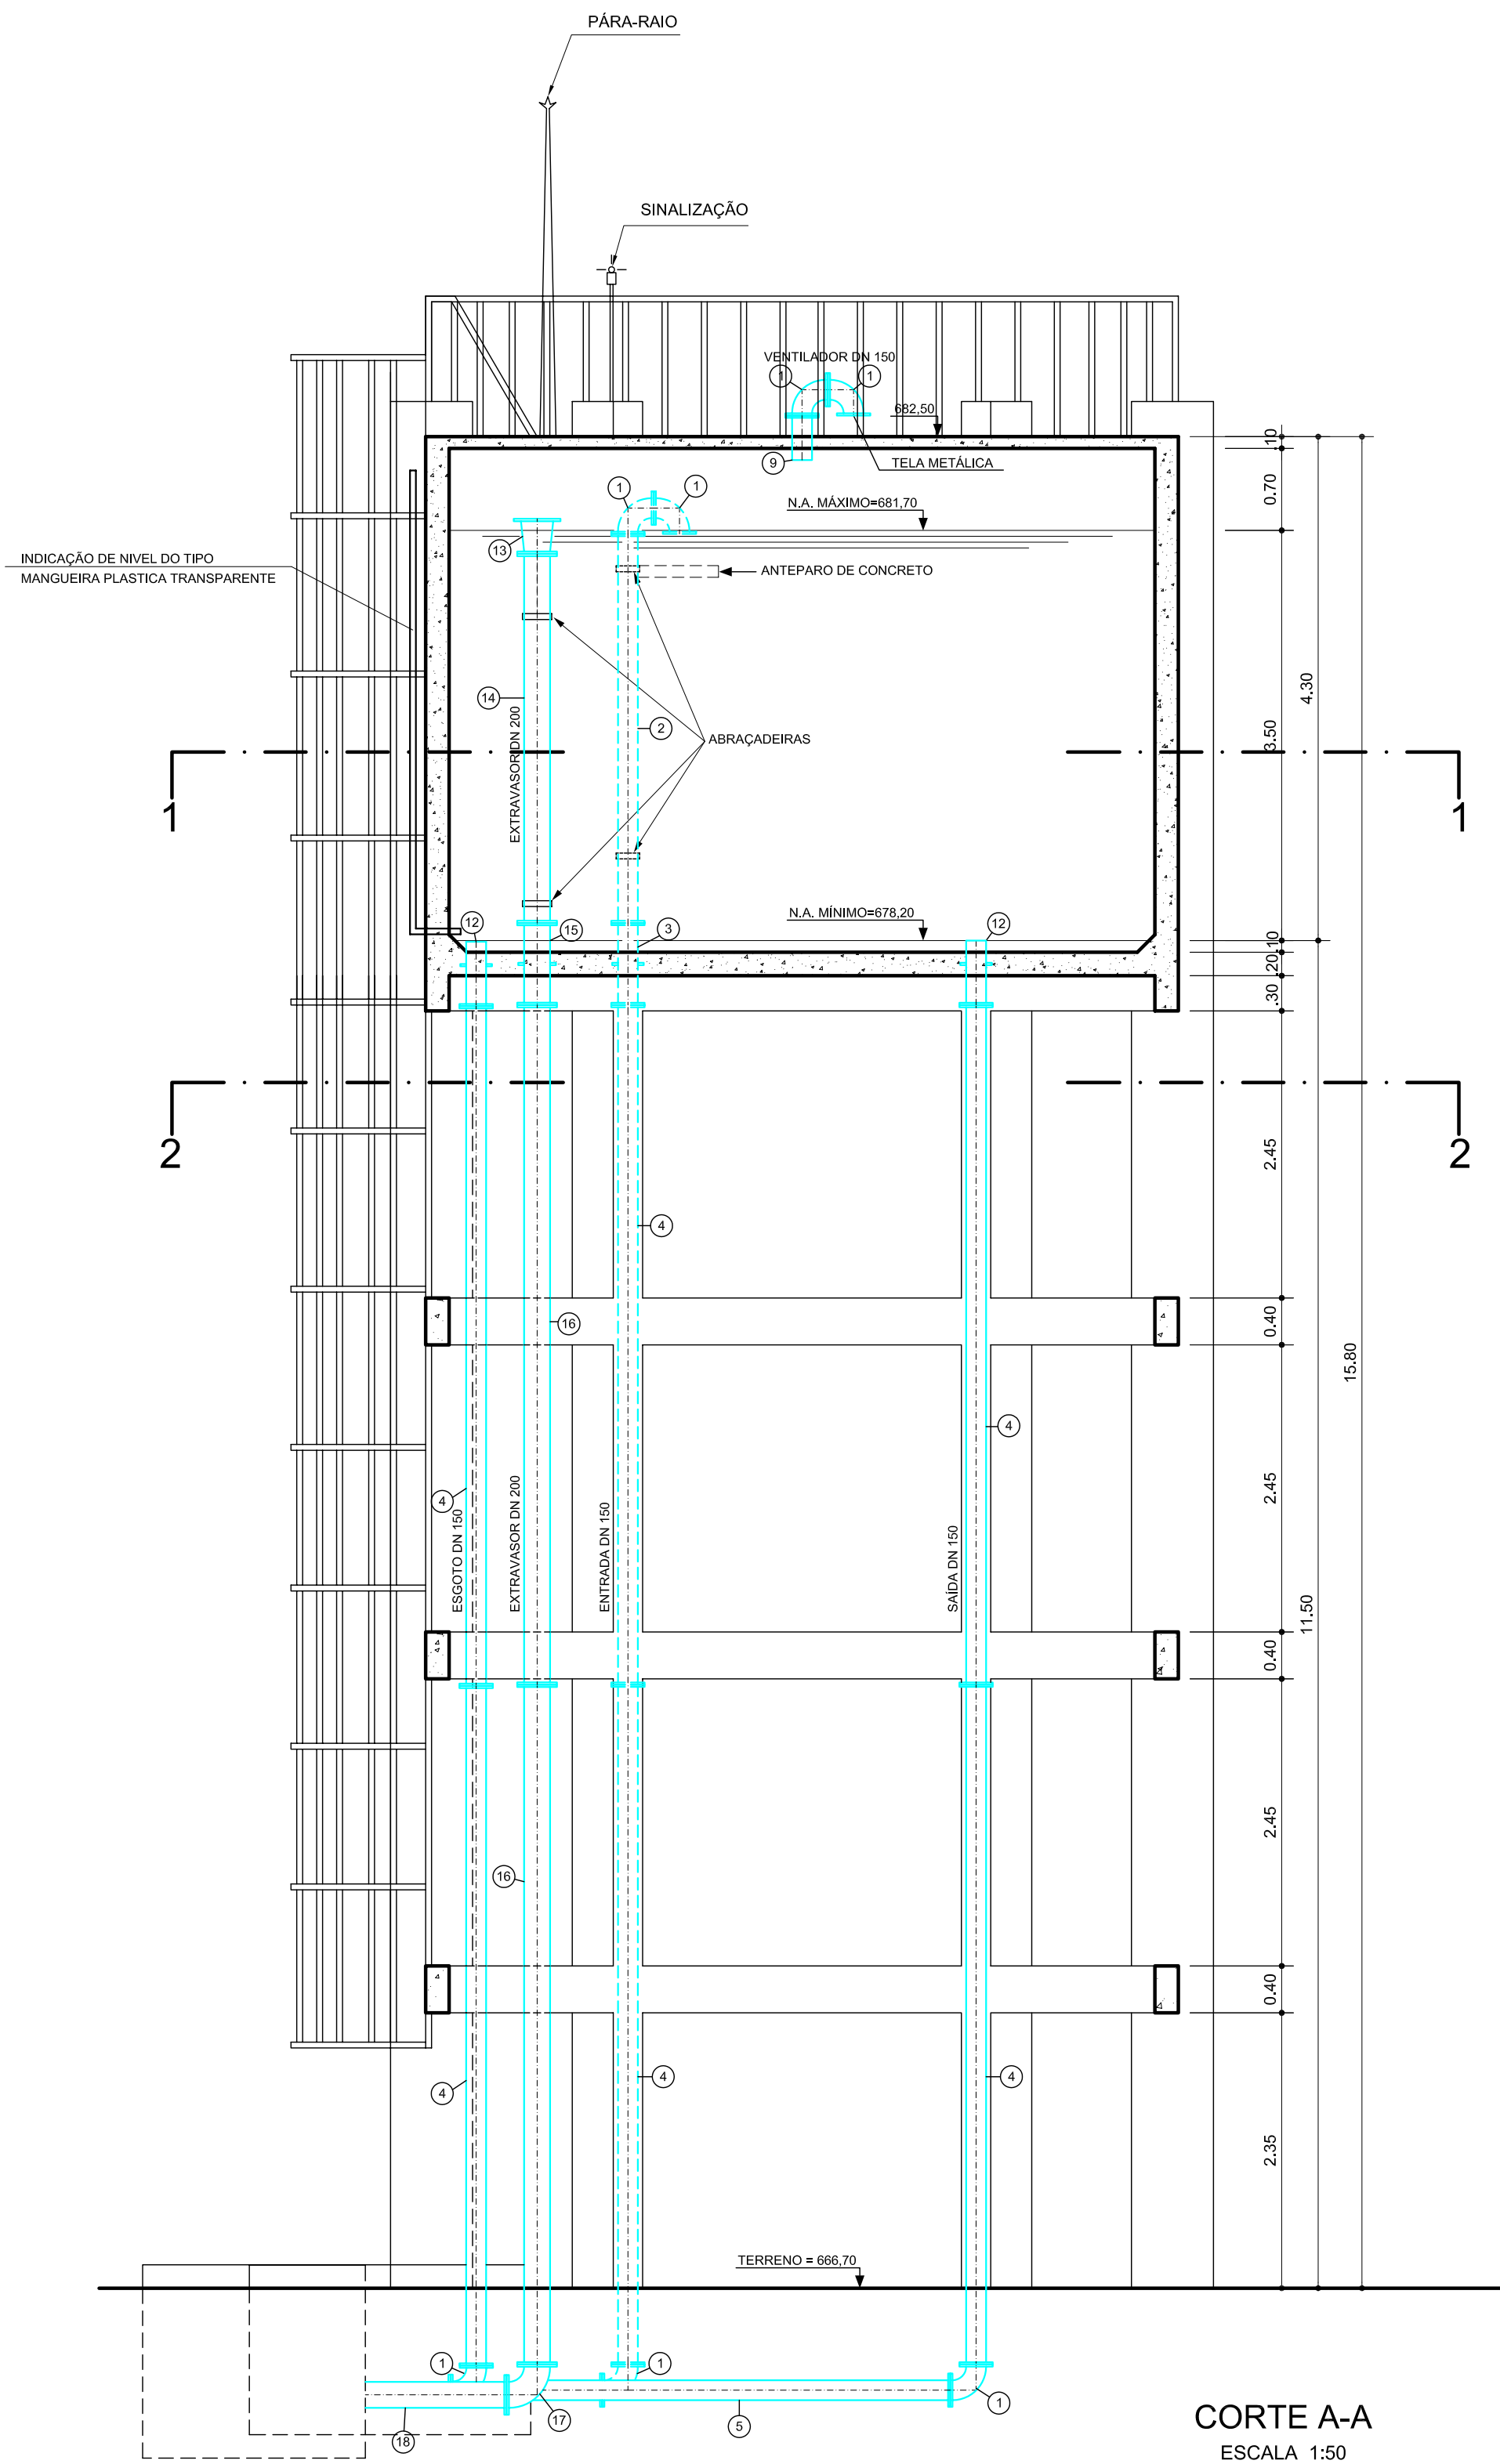 PÁRA-RAIO
SINALIZAÇÃO
VENTILADOR DN 150
1
1
682,50
9
TELA METÁLICA
.10
0.70
1
1
N.A. MÁXIMO=681,70
13
INDICAÇÃO DE NIVEL DO TIPO
MANGUEIRA PLASTICA TRANSPARENTE
ANTEPARO DE CONCRETO
14
2
EXTRAVASOR DN 200
ABRAÇADEIRAS
4.30
3.50
1
1
12
15
3
N.A. MÍNIMO=678,20
12
.10
.20
.30
2
2
2.45
4
16
0.40
15.80
4
4
ESGOTO DN 150
EXTRAVASOR DN 200
ENTRADA DN 150
SAÍDA DN 150
2.45
11.50
0.40
16
2.45
0.40
4
4
4
2.35
TERRENO = 666,70
1
1
1
17
5
18
CORTE A-A
ESCALA 1:50